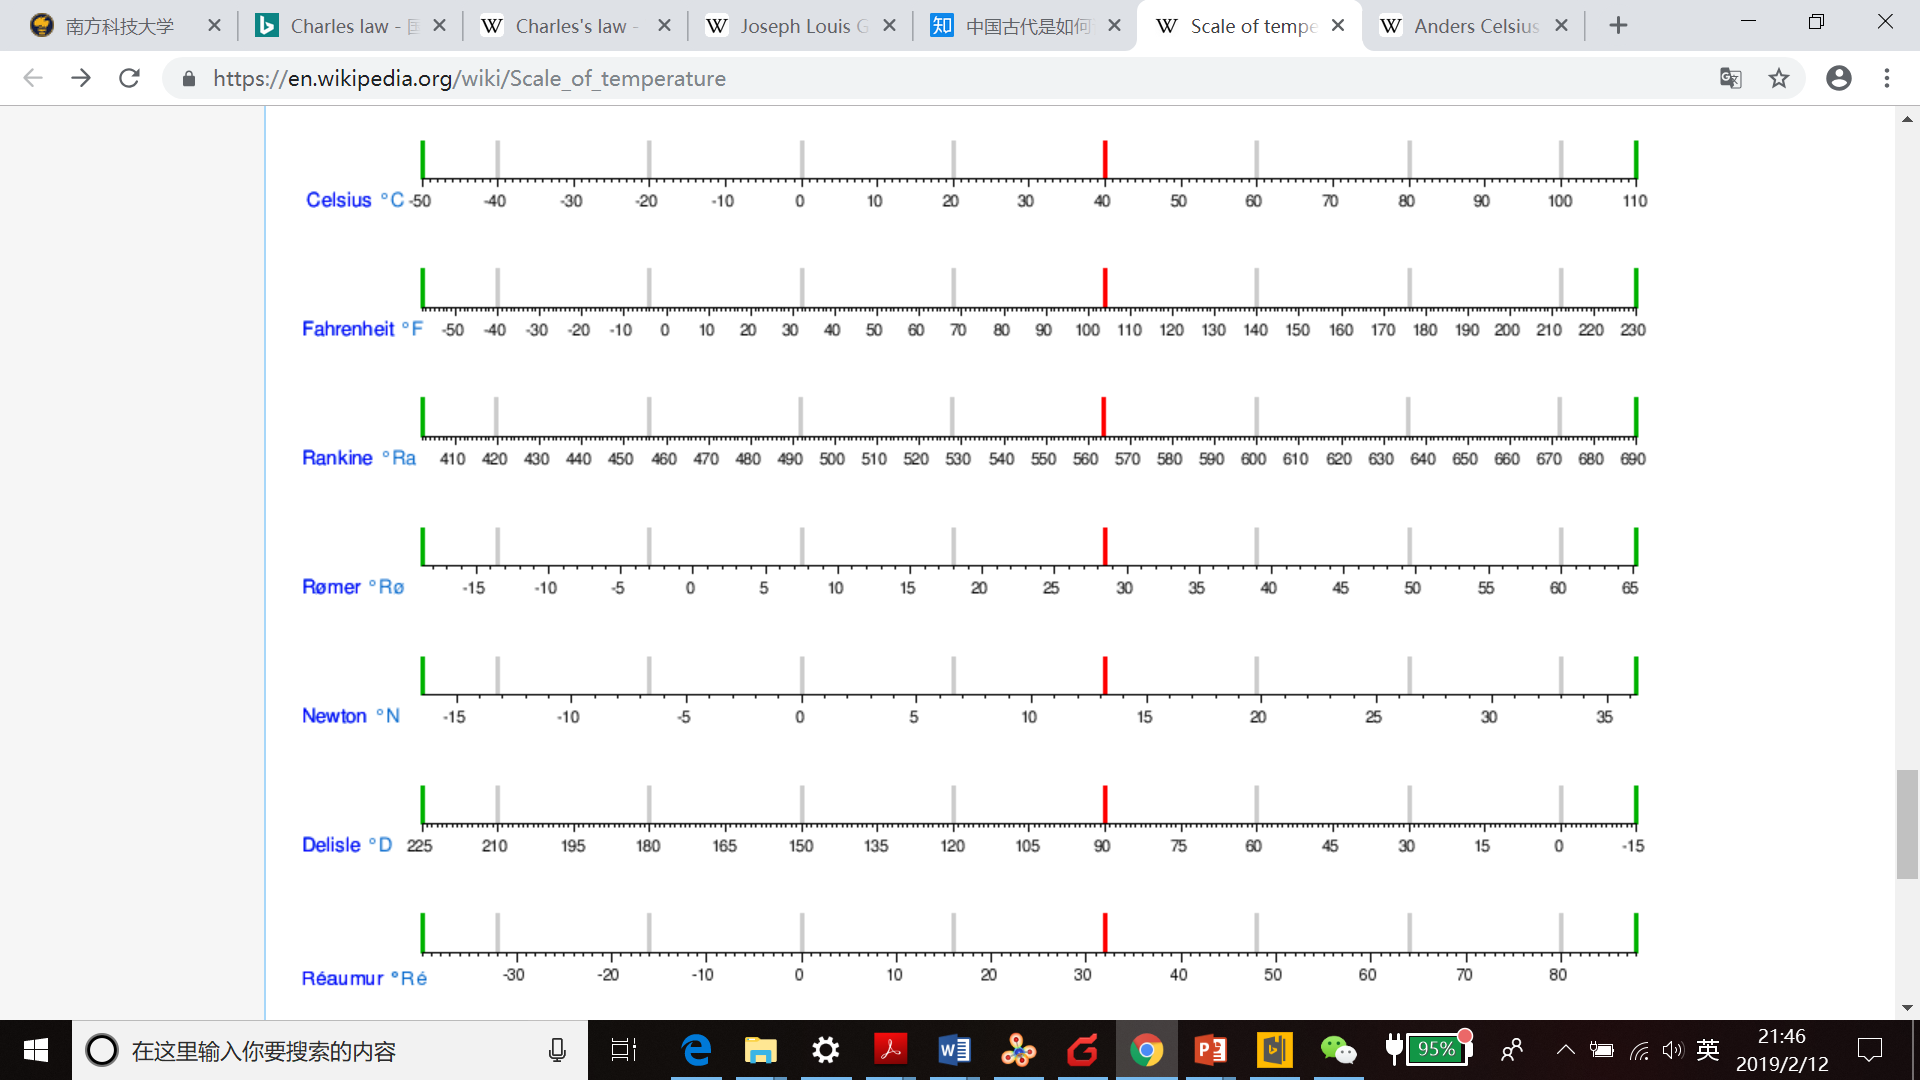 南方科技大学
Charles law - 国
Charles's law -
Joseph Louis G
知 中国古代是如何
Scale of tempe
Anders Celsius
https://en.wikipedia.org/wiki/Scale_of_temperature
Celsius °C -50 -40 -30 -20 -10 0 10 20 30 40 50 60 70 80 90 100 110
Fahrenheit °F -50 -40 -30 -20 -10 0 10 20 30 40 50 60 70 80 90 100 110 120 130 140 150 160 170 180 190 200 210 220 230
Rankine °Ra 410 420 430 440 450 460 470 480 490 500 510 520 530 540 550 560 570 580 590 600 610 620 630 640 650 660 670 680 690
Rømer °Rø -15 -10 -5 0 5 10 15 20 25 30 35 40 45 50 55 60 65
Newton °N -15 -10 -5 0 5 10 15 20 25 30 35
Delisle °D 225 210 195 180 165 150 135 120 105 90 75 60 45 30 15 0 -15
Réaumur °Ré -30 -20 -10 0 10 20 30 40 50 60 70 80
在这里输入你要搜索的内容
95%
英
21:46
2019/2/12